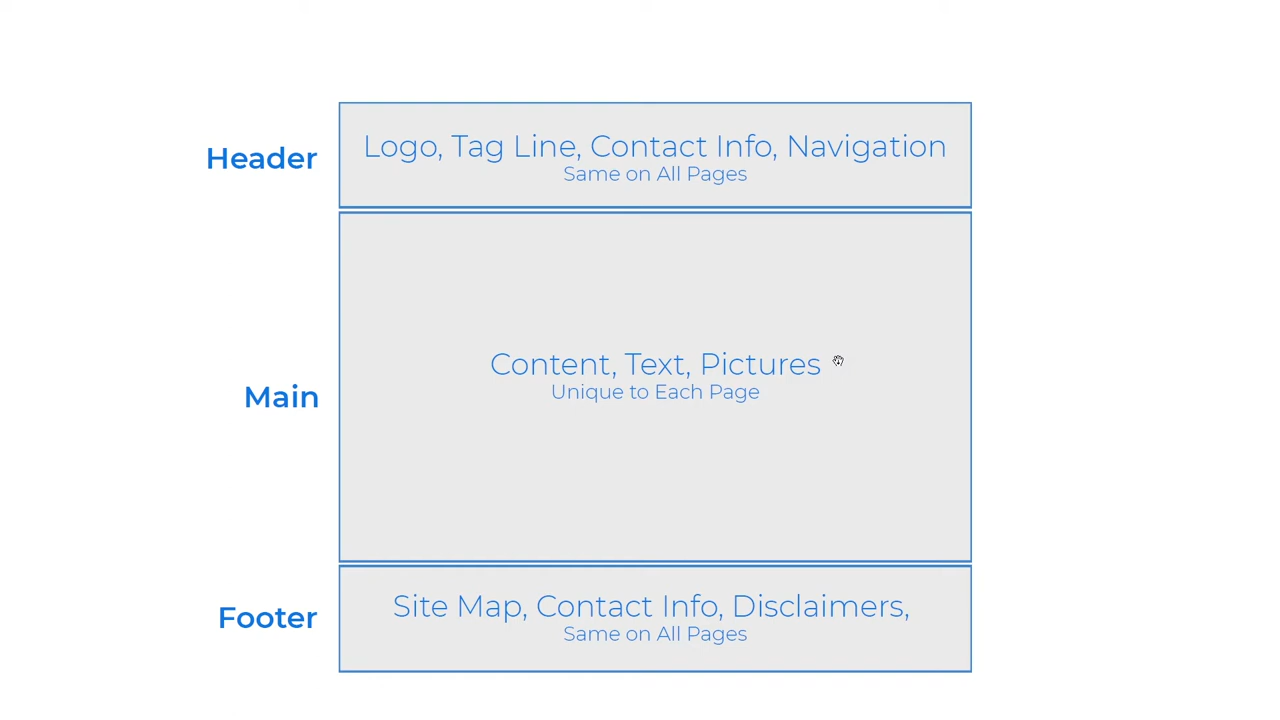 Header
Logo, Tag Line, Contact Info, Navigation
Same on All Pages
Main
Content, Text, Pictures
Unique to Each Page
Footer
Site Map, Contact Info, Disclaimers,
Same on All Pages